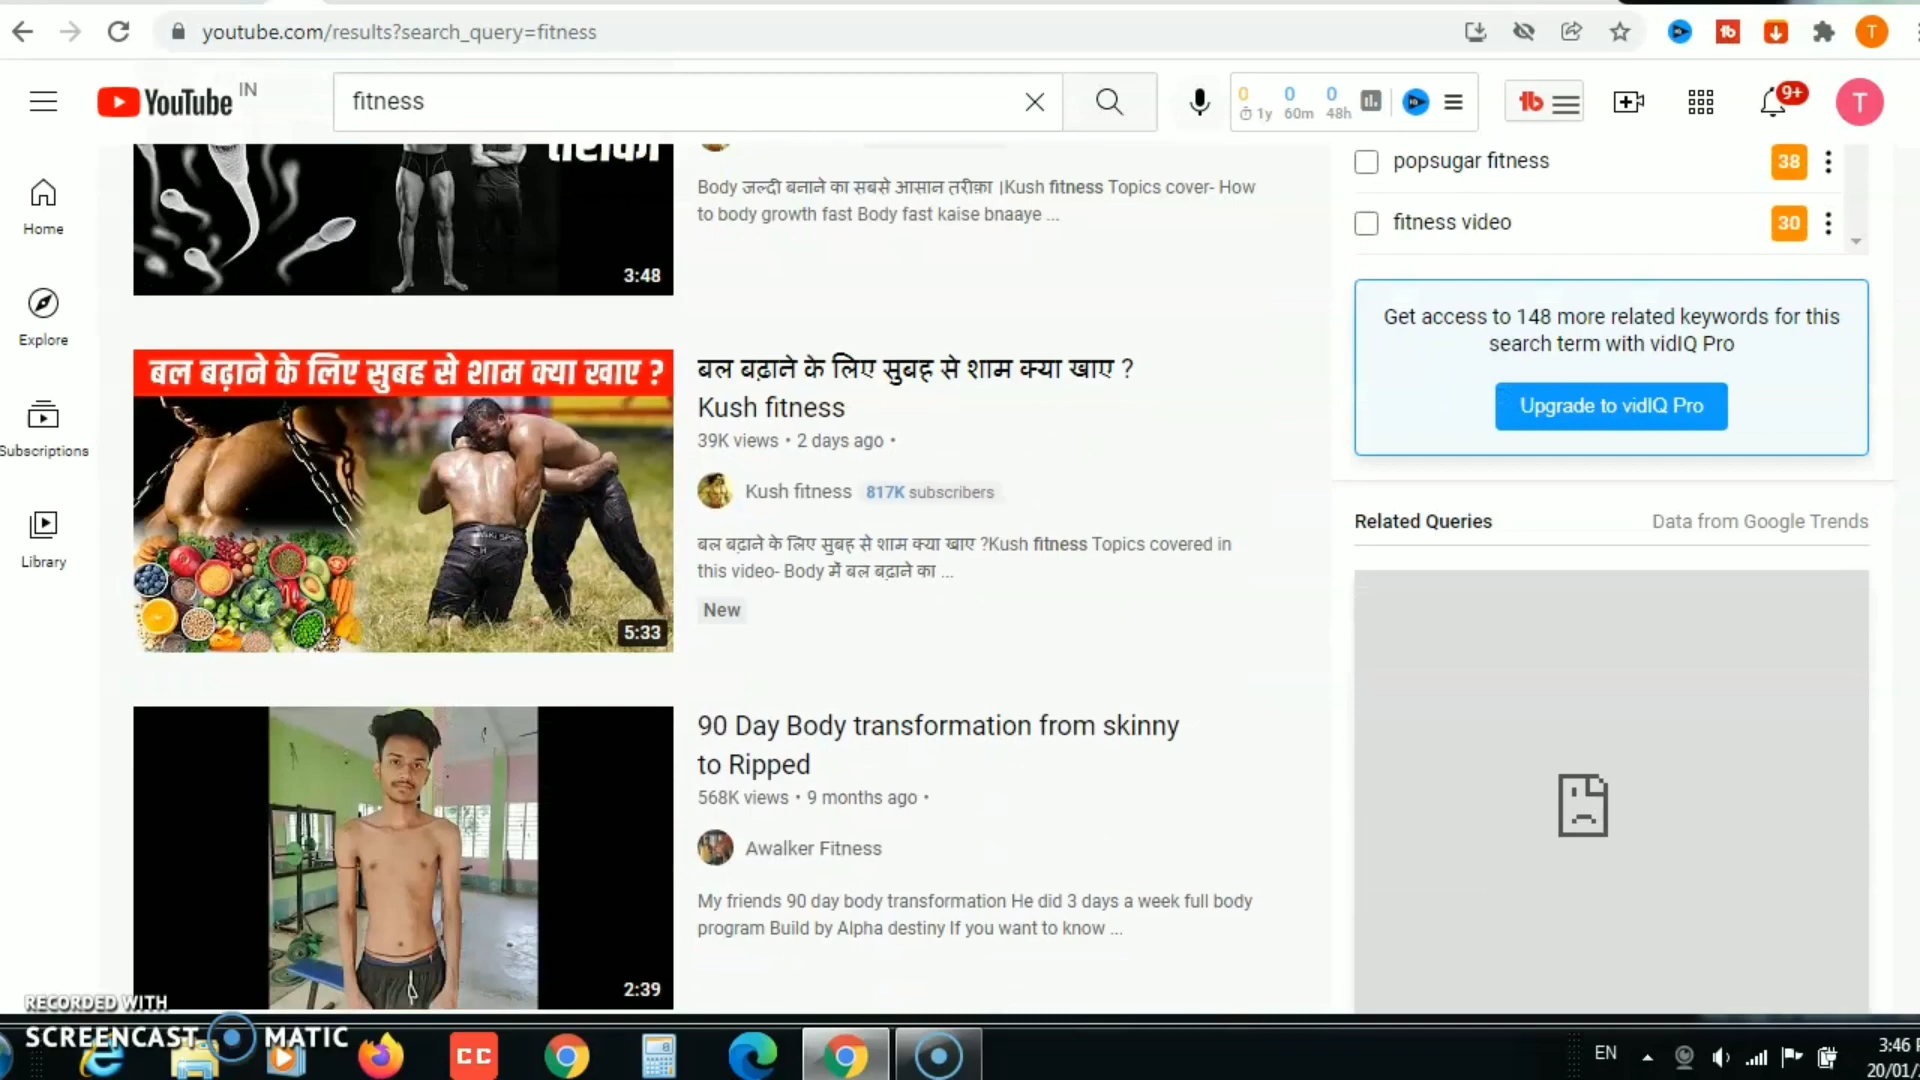 youtube.com/results?search_query=fitness
YouTube IN
fitness
0 0 0
1y 60m 48h
9+
T
T
Home
Explore
Subscriptions
Library
तरीका
3:48
Body जल्दी बनाने का सबसे आसान तरीक़ा |Kush fitness Topics cover- How
to body growth fast Body fast kaise bnaaye ...
बल बढ़ाने के लिए सुबह से शाम क्या खाए ?
5:33
बल बढ़ाने के लिए सुबह से शाम क्या खाए ?
Kush fitness
39K views • 2 days ago •
Kush fitness 817K subscribers
बल बढ़ाने के लिए सुबह से शाम क्या खाए ?Kush fitness Topics covered in
this video- Body में बल बढ़ाने का ...
New
2:39
90 Day Body transformation from skinny
to Ripped
568K views • 9 months ago •
Awalker Fitness
My friends 90 day body transformation He did 3 days a week full body
program Build by Alpha destiny If you want to know ...
popsugar fitness 38
fitness video 30
Get access to 148 more related keywords for this
search term with vidIQ Pro
Upgrade to vidIQ Pro
Related Queries Data from Google Trends
RECORDED WITH
SCREENCAST MATIC
CC
EN
3:46
20/01/